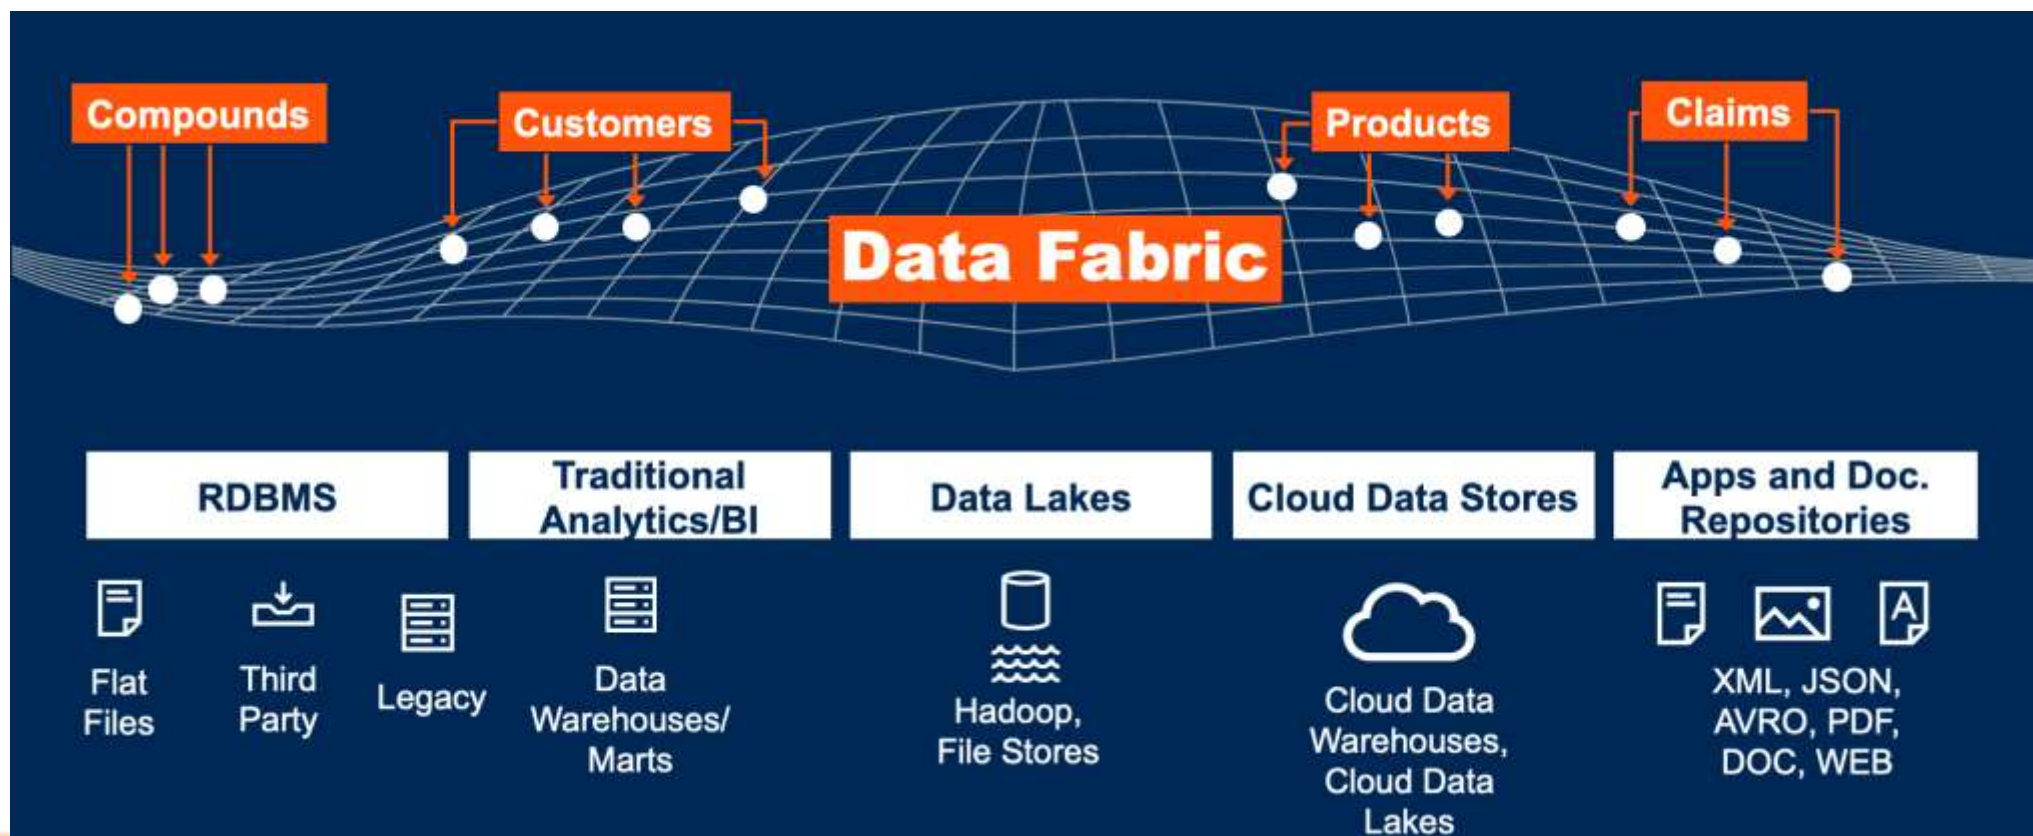 Compounds
Customers
Products
Claims
Data Fabric
RDBMS
Traditional
Analytics/BI
Data Lakes
Cloud Data Stores
Apps and Doc.
Repositories
Flat
Files
Third
Party
Legacy
Data
Warehouses/
Marts
Hadoop,
File Stores
Cloud Data
Warehouses,
Cloud Data
Lakes
A
XML, JSON,
AVRO, PDF,
DOC, WEB